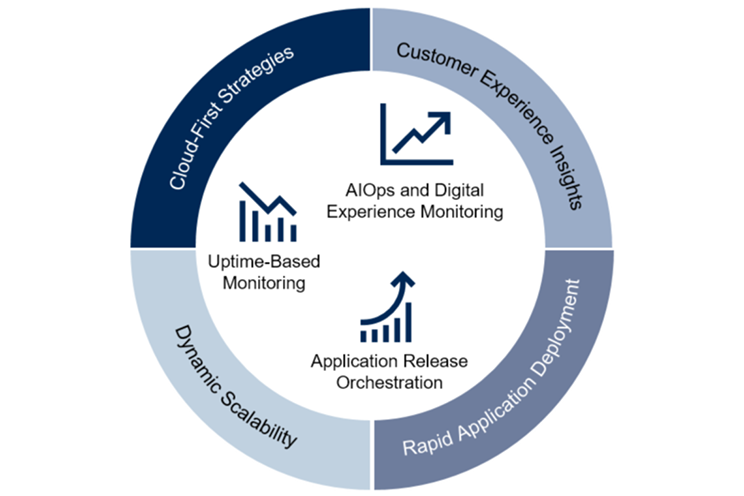 Cloud-First Strategies
Customer Experience Insights
AIOps and Digital
Experience Monitoring
Uptime-Based
Monitoring
Application Release
Orchestration
Dynamic Scalability
Rapid Application Deployment